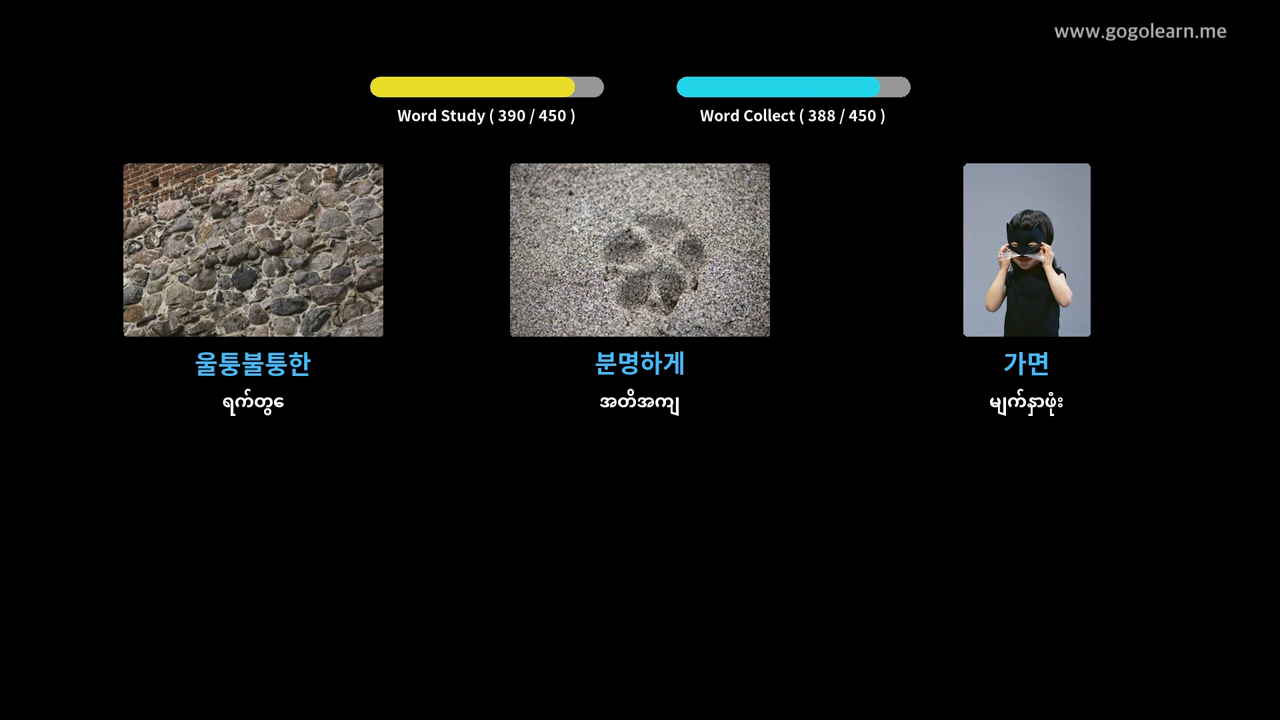 www.gogolearn.me
Word Study ( 390 / 450 )
Word Collect ( 388 / 450 )
울퉁불퉁한
분명하게
가면
ရက်တွေ
အတိအကျ
မျက်နှာဖုံး